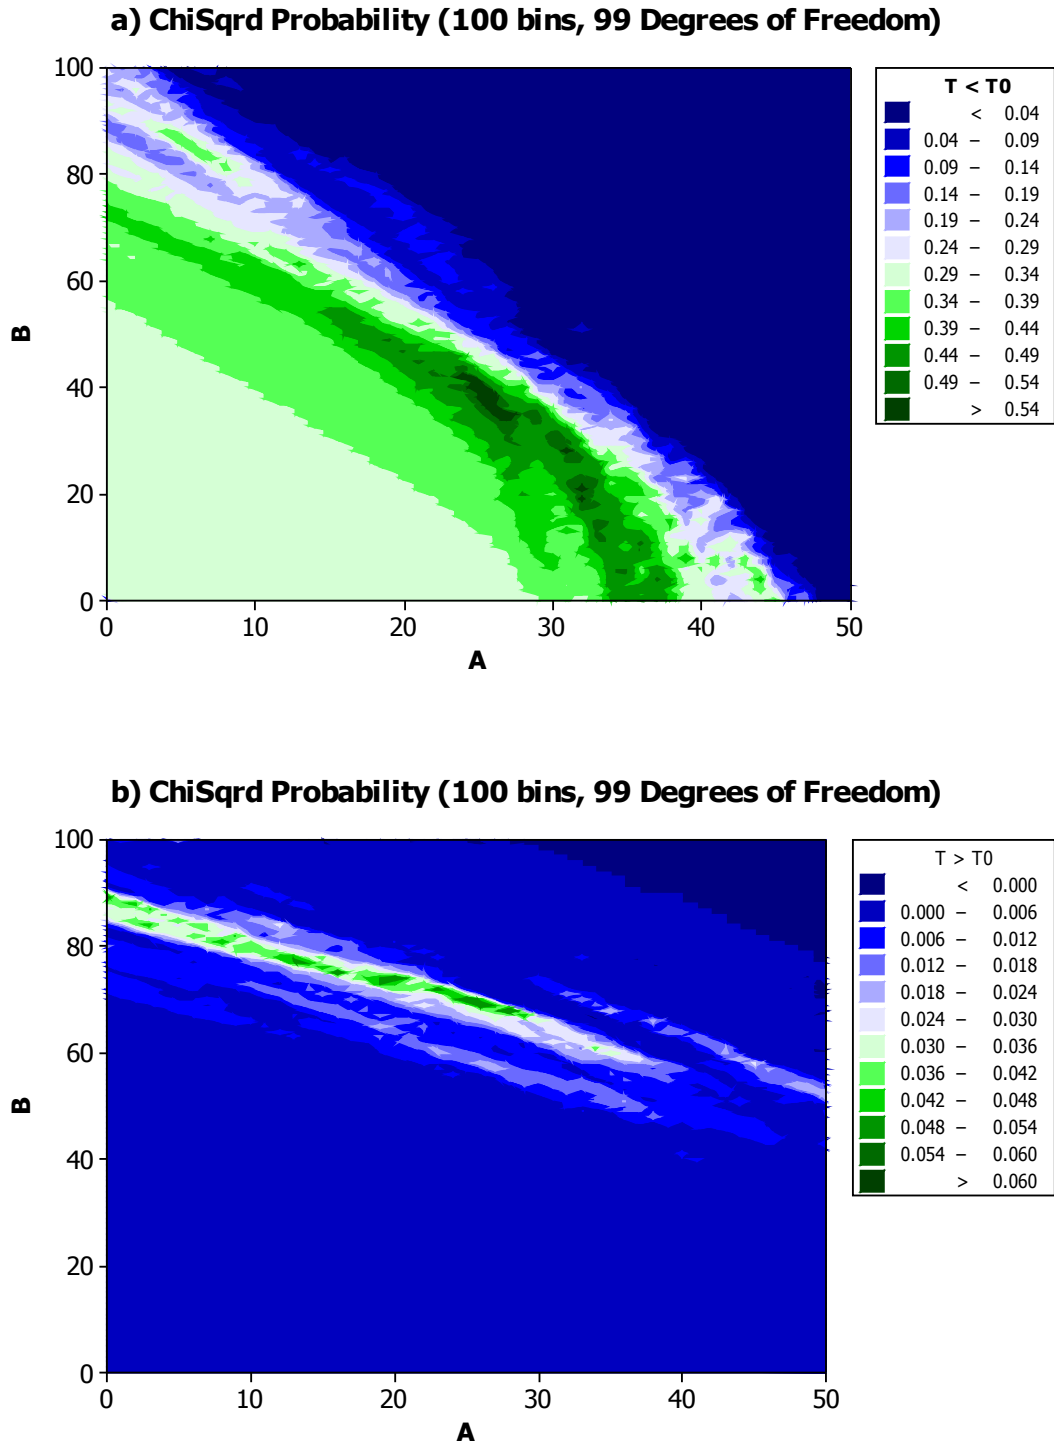 a) ChiSqrd Probability (100 bins, 99 Degrees of Freedom)
100
80
60
40
20
0
B
0 10 20 30 40 50
A
T < T0
< 0.04
0.04 – 0.09
0.09 – 0.14
0.14 – 0.19
0.19 – 0.24
0.24 – 0.29
0.29 – 0.34
0.34 – 0.39
0.39 – 0.44
0.44 – 0.49
0.49 – 0.54
> 0.54
b) ChiSqrd Probability (100 bins, 99 Degrees of Freedom)
100
80
60
40
20
0
B
0 10 20 30 40 50
A
T > T0
< 0.000
0.000 – 0.006
0.006 – 0.012
0.012 – 0.018
0.018 – 0.024
0.024 – 0.030
0.030 – 0.036
0.036 – 0.042
0.042 – 0.048
0.048 – 0.054
0.054 – 0.060
> 0.060